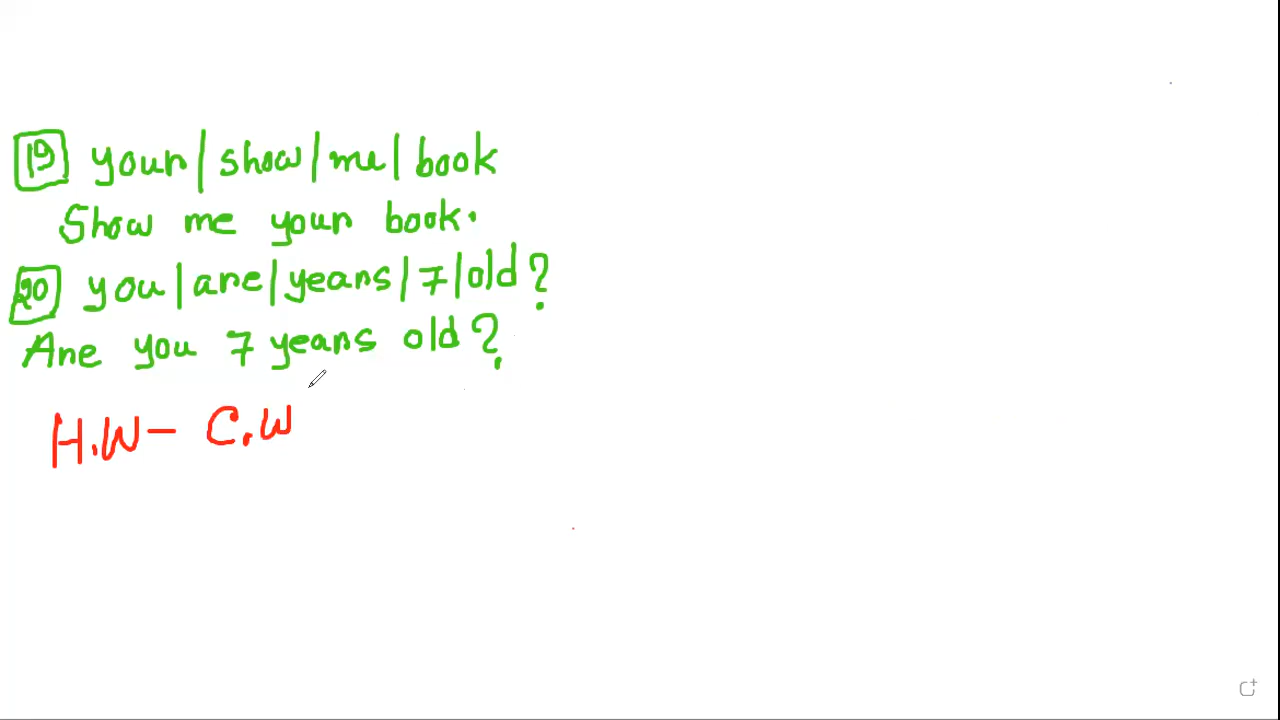 19 your/show/me/book
Show me your book.
20 you/are/years/7/old?
Are you 7 years old?
H.W- C.W